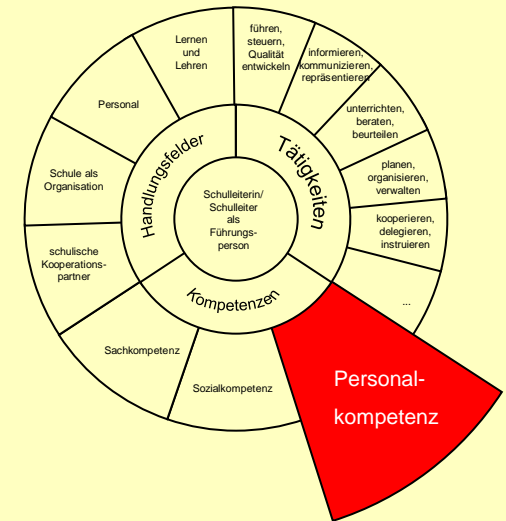 Lernen
und
Lehren
führen,
steuern,
Qualität
entwickeln
informieren,
kommunizieren,
repräsentieren
unterrichten,
beraten,
beurteilen
planen,
organisieren,
verwalten
kooperieren,
delegieren,
instruieren
...
Personal
Schule als
Organisation
schulische
Kooperations-
partner
Handlungsfelder
Tätigkeiten
Kompetenzen
Schulleiterin/
Schulleiter
als
Führungs-
person
Sachkompetenz
Sozialkompetenz
Personal-
kompetenz